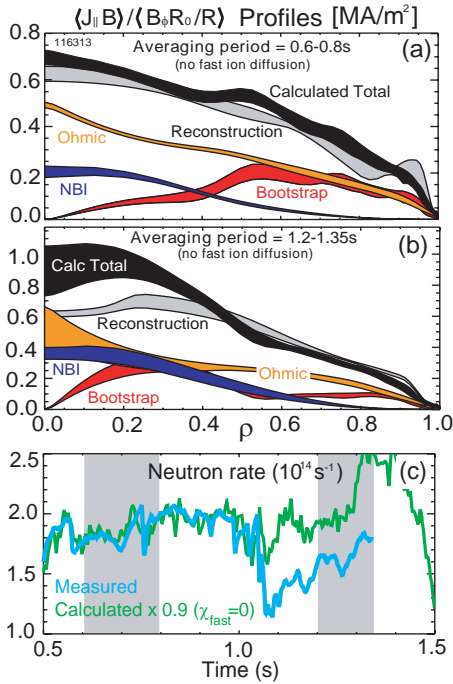 ⟨J∥B⟩/⟨BϕR0/R⟩ Profiles [MA/m²]
116313
Averaging period = 0.6-0.8s
(no fast ion diffusion)
(a)
0.8
0.6
0.4
0.2
0.0
Calculated Total
Ohmic
Reconstruction
NBI
Bootstrap
Averaging period = 1.2-1.35s
(no fast ion diffusion)
(b)
1.0
0.8
0.6
0.4
0.2
0.0
Calc Total
Reconstruction
NBI
Ohmic
Bootstrap
0.0 0.2 0.4 ρ 0.6 0.8 1.0
Neutron rate (10¹⁴s⁻¹)
(c)
2.5
2.0
1.5
1.0
Measured
Calculated x 0.9 (χfast=0)
0.5 1.0 1.5
Time (s)